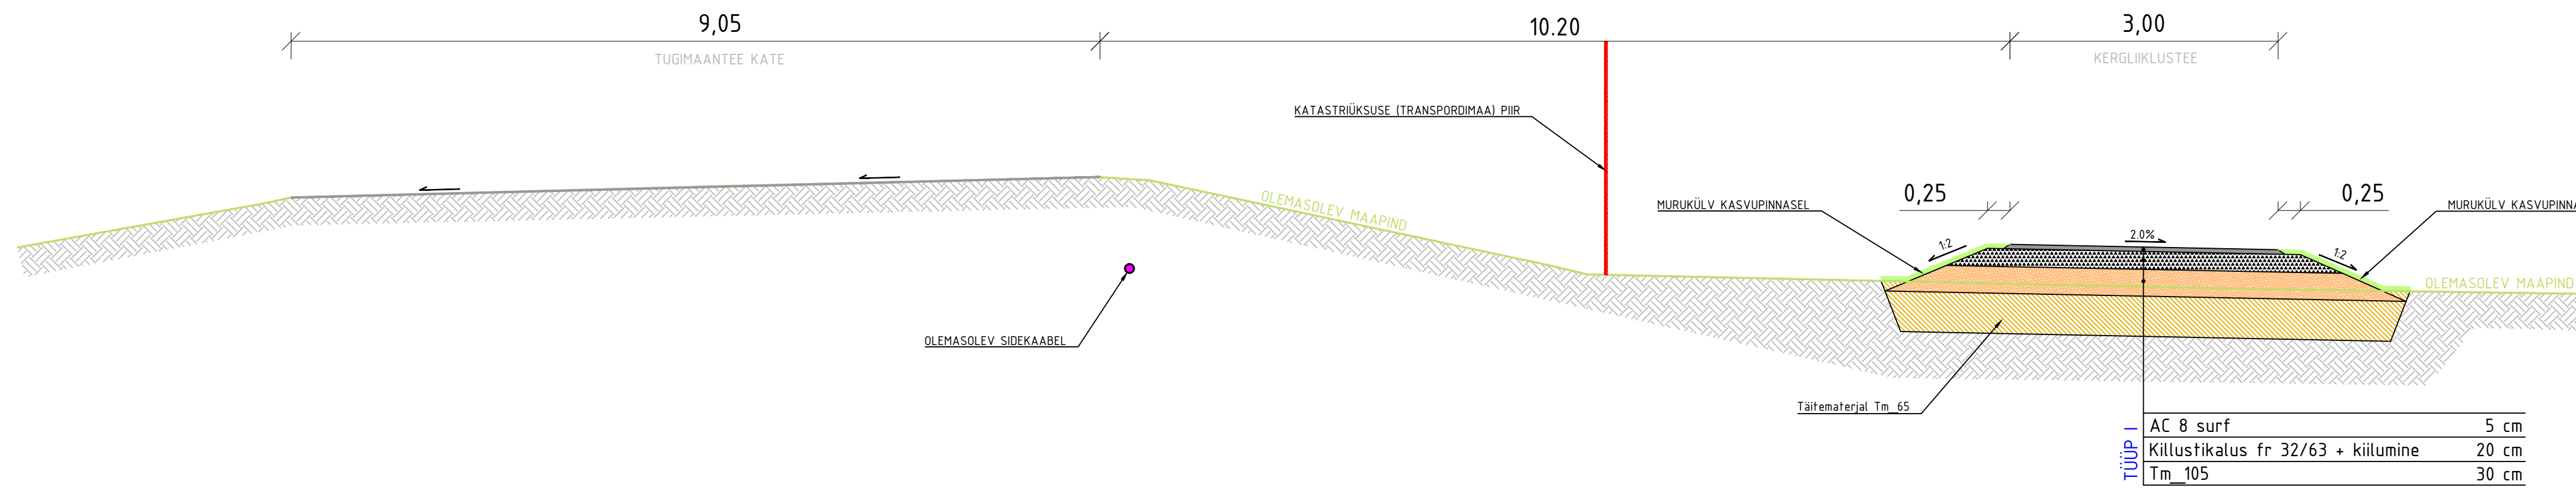 9,05
10.20
3,00
TUGIMAANTEE KATE
KERGLIIKLUSTEE
KATASTRIÜKSUSE (TRANSPORDIMAA) PIIR
0,25
0,25
MURUKÜLV KASVUPINNASEL
MURUKÜLV KASVUPINNA
OLEMASOLEV MAAPIND
2.0%
1:2
1:2
OLEMASOLEV MAAPIND
OLEMASOLEV SIDEKAABEL
Täitematerjal Tm_65
TÜÜP I
AC 8 surf 5 cm
Killustikalus fr 32/63 + kiilumine 20 cm
Tm_105 30 cm